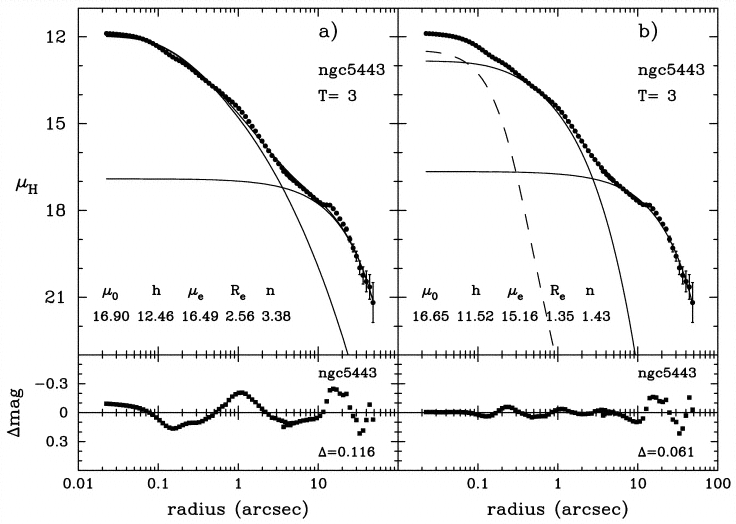 a)
ngc5443
T= 3
b)
ngc5443
T= 3
12
15
18
21
μH
μ0 h μe Re n
16.90 12.46 16.49 2.56 3.38
μ0 h μe Re n
16.65 11.52 15.16 1.35 1.43
ngc5443
Δ=0.116
ngc5443
Δ=0.061
−0.3
0
0.3
Δmag
0.01 0.1 1 10 0.1 1 10 100
radius (arcsec) radius (arcsec)